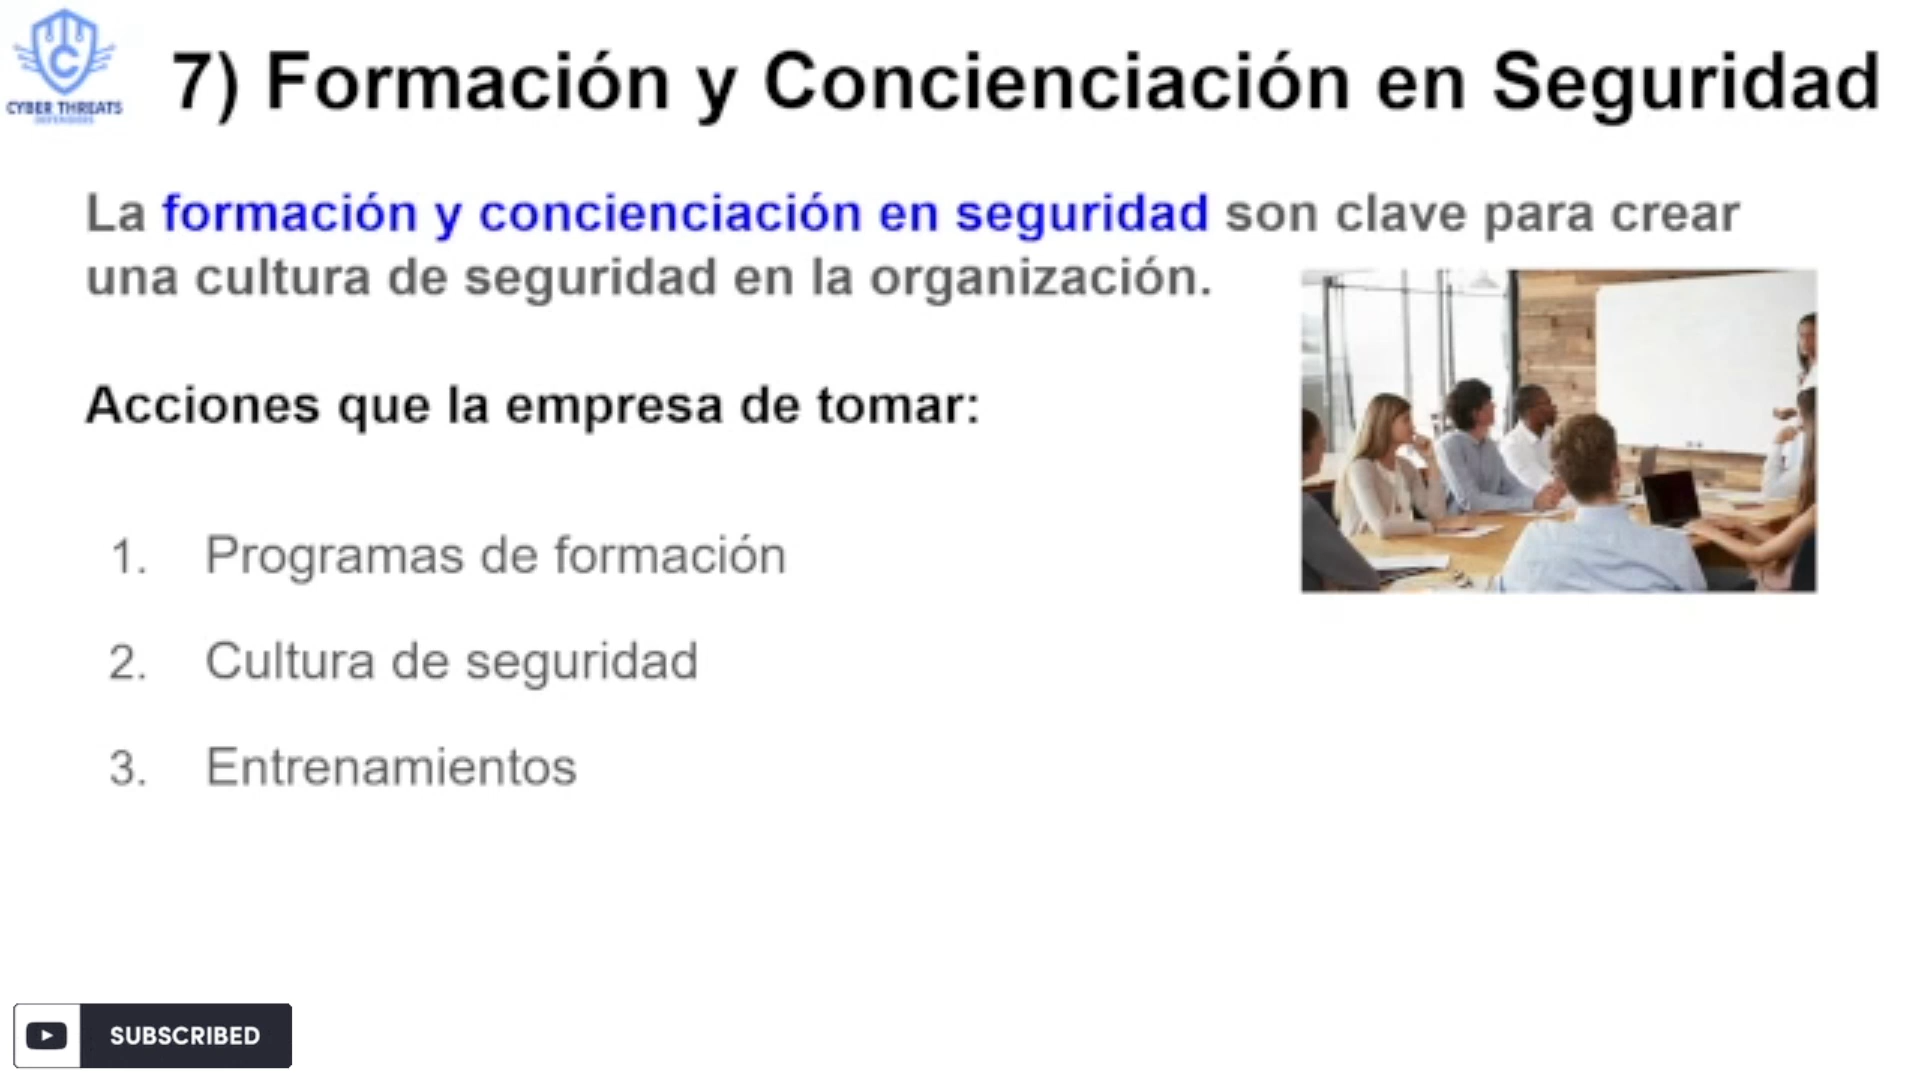 CYBER THREATS
DEFENDERS
7) Formación y Concienciación en Seguridad
La formación y concienciación en seguridad son clave para crear
una cultura de seguridad en la organización.
Acciones que la empresa de tomar:
1. Programas de formación
2. Cultura de seguridad
3. Entrenamientos
SUBSCRIBED